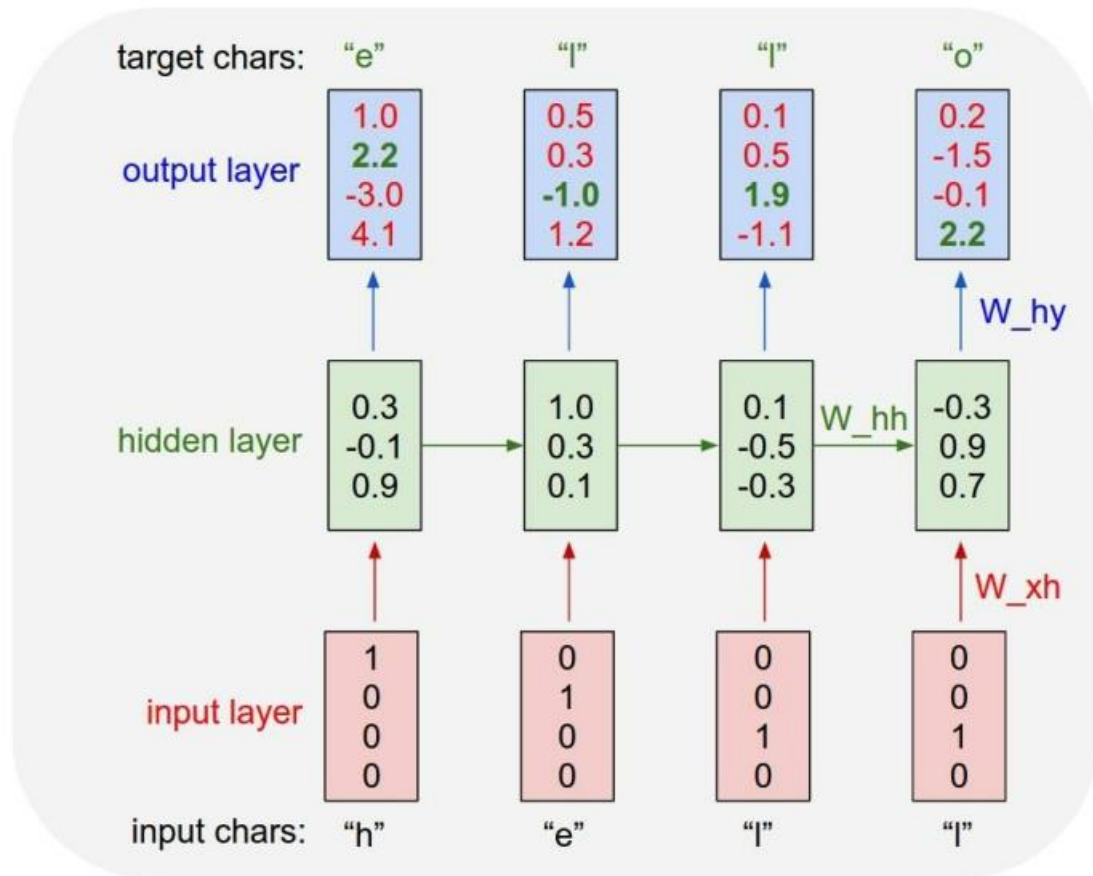 target chars: “e” “l” “l” “o”
1.0 0.5 0.1 0.2
2.2 0.3 0.5 -1.5
output layer
-3.0 -1.0 1.9 -0.1
4.1 1.2 -1.1 2.2
W_hy
0.3 1.0 0.1 -0.3
W_hh
hidden layer
-0.1 0.3 -0.5 0.9
0.9 0.1 -0.3 0.7
W_xh
1 0 0 0
0 1 0 0
input layer
0 0 1 1
0 0 0 0
input chars: “h” “e” “l” “l”